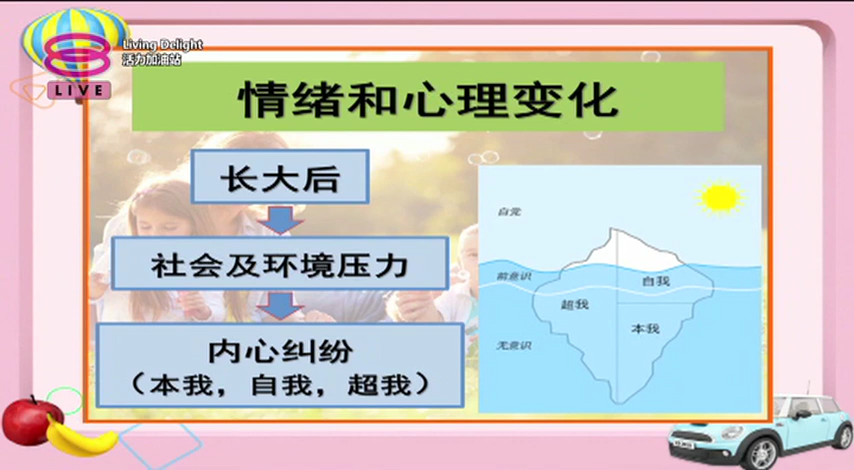 Living Delight
活力加油站
8
LIVE
情绪和心理变化
长大后
社会及环境压力
内心纠纷
（本我，自我，超我）
自觉
前意识
自我
超我
本我
无意识